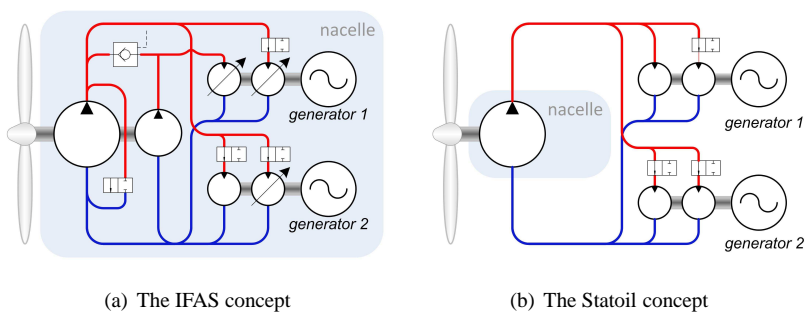 nacelle
generator 1
generator 2
nacelle
generator 1
generator 2
(a) The IFAS concept
(b) The Statoil concept